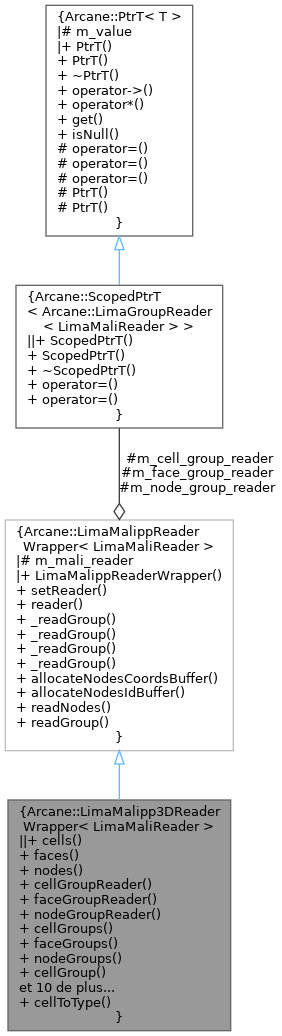 {Arcane::PtrT< T >
|# m_value
|+ PtrT()
+ PtrT()
+ ~PtrT()
+ operator->()
+ operator*()
+ get()
+ isNull()
# operator=()
# operator=()
# operator=()
# PtrT()
# PtrT()
}
{Arcane::ScopedPtrT
< Arcane::LimaGroupReader
< LimaMaliReader > >
||+ ScopedPtrT()
+ ScopedPtrT()
+ ~ScopedPtrT()
+ operator=()
+ operator=()
}
#m_cell_group_reader
#m_face_group_reader
#m_node_group_reader
{Arcane::LimaMalippReader
Wrapper< LimaMaliReader >
|# m_mali_reader
|+ LimaMalippReaderWrapper()
+ setReader()
+ reader()
+ _readGroup()
+ _readGroup()
+ _readGroup()
+ _readGroup()
+ allocateNodesCoordsBuffer()
+ allocateNodesIdBuffer()
+ readNodes()
+ readGroup()
}
{Arcane::LimaMalipp3DReader
Wrapper< LimaMaliReader >
||+ cells()
+ faces()
+ nodes()
+ cellGroupReader()
+ faceGroupReader()
+ nodeGroupReader()
+ cellGroups()
+ faceGroups()
+ nodeGroups()
+ cellGroup()
et 10 de plus...
+ cellToType()
}